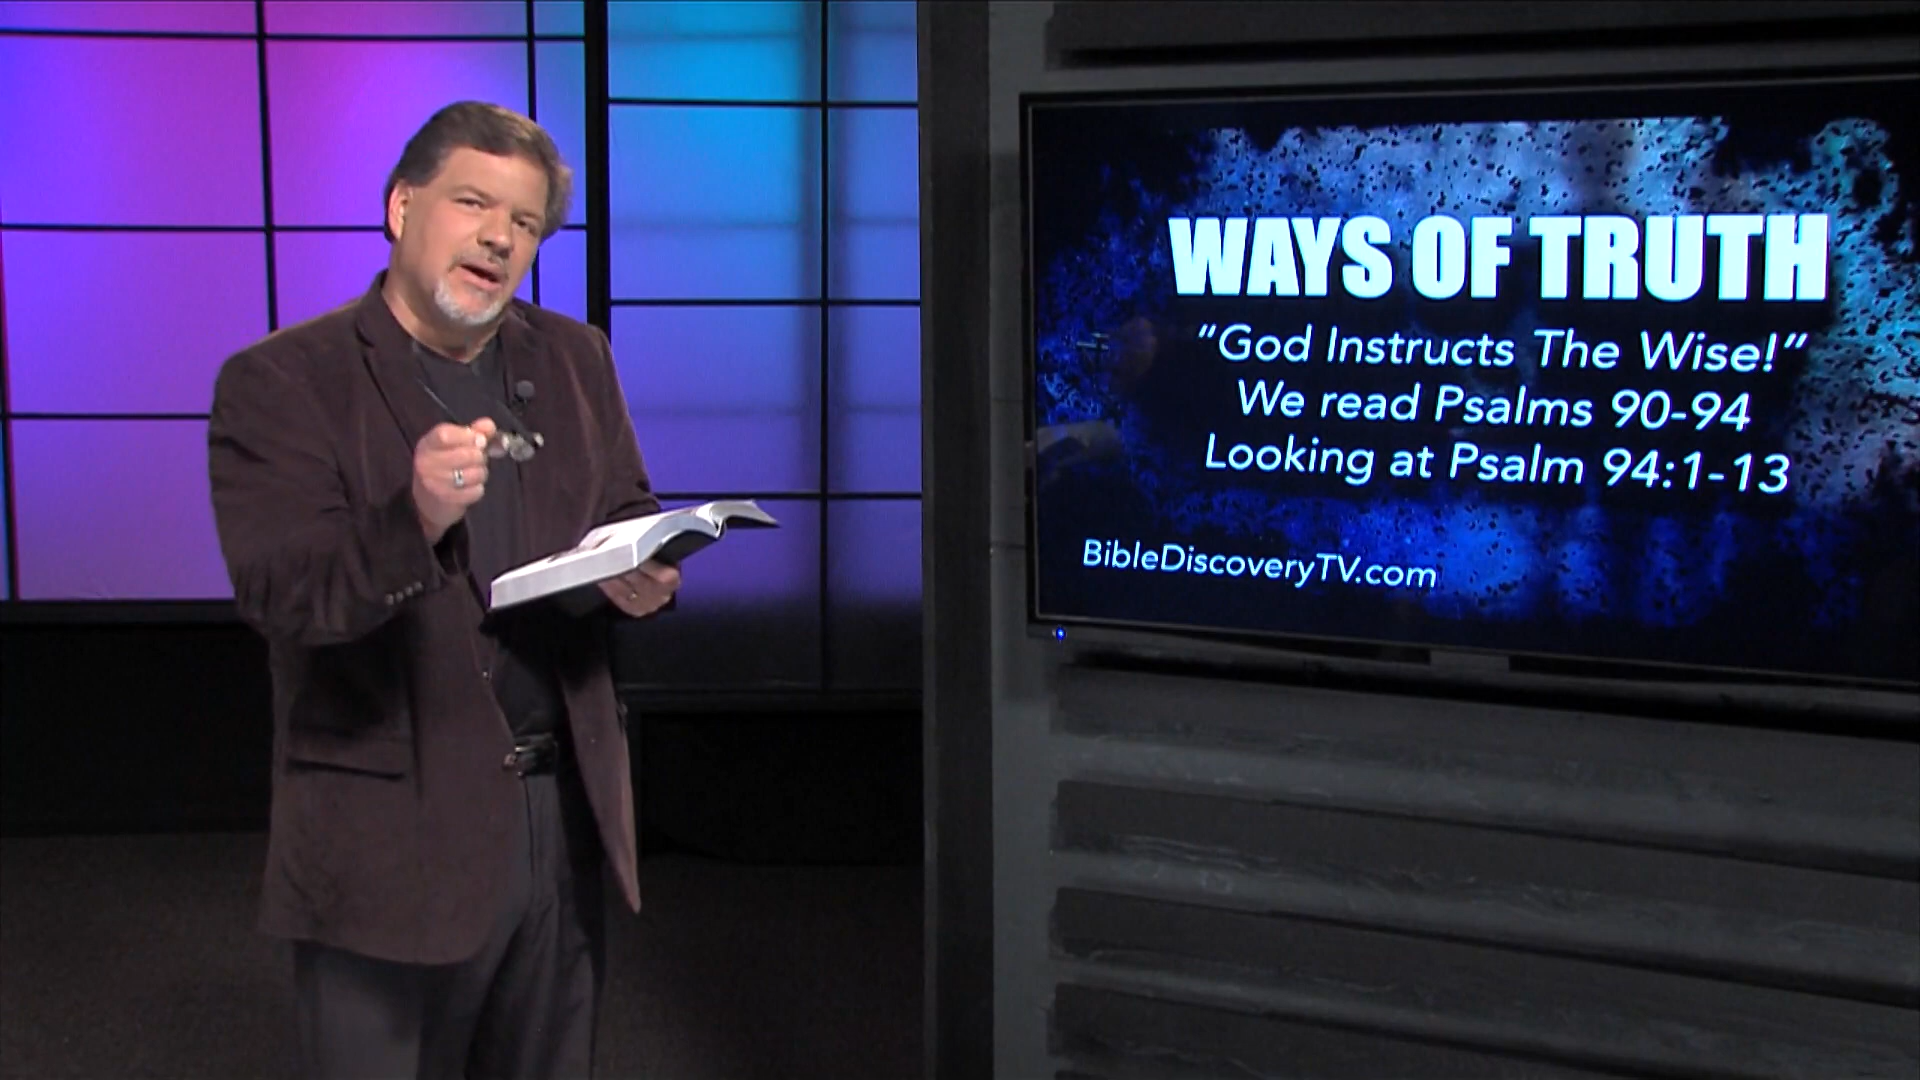 WAYS OF TRUTH
“God Instructs The Wise!”
We read Psalms 90-94
Looking at Psalm 94:1-13
BibleDiscoveryTV.com